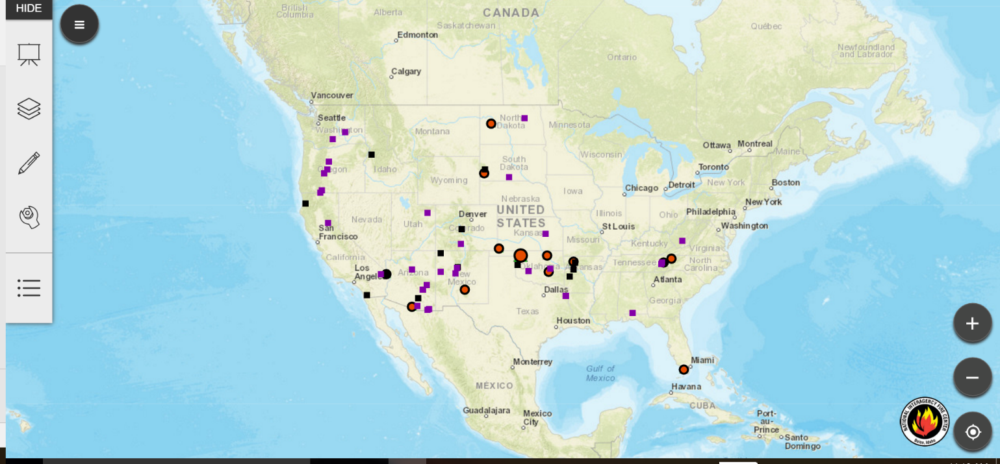 HIDE
British
Columbia
Alberta
CANADA
Saskatchewan
Edmonton
Québec
Newfoundland
and Labrador
Ontario
Calgary
Vancouver
Seattle
Washington
North
Dakota
Minnesota
Montana
Ottawa
Montreal
Maine
Wisconsin
South
Dakota
Toronto
Oregon
Idaho
Wyoming
Iowa
Chicago
Detroit
New York
Boston
Nebraska
New York
UNITED
STATES
Denver
Illinois
Ohio
Philadelphia
Nevada
Utah
Colorado
Kansas
St Louis
Washington
San
Francisco
Missouri
Kentucky
Virginia
California
Oklahoma
Arkansas
Tennessee
North
Carolina
Los
Angeles
Arizona
New
Mexico
Atlanta
Dallas
Georgia
Texas
Houston
Monterrey
Miami
Gulf of
Mexico
MÉXICO
Havana
CUBA
Guadalajara
Mexico
City
Port-
au-
Prince
Santo
Domingo
NATIONAL INTERAGENCY FIRE CENTER
Boise, Idaho